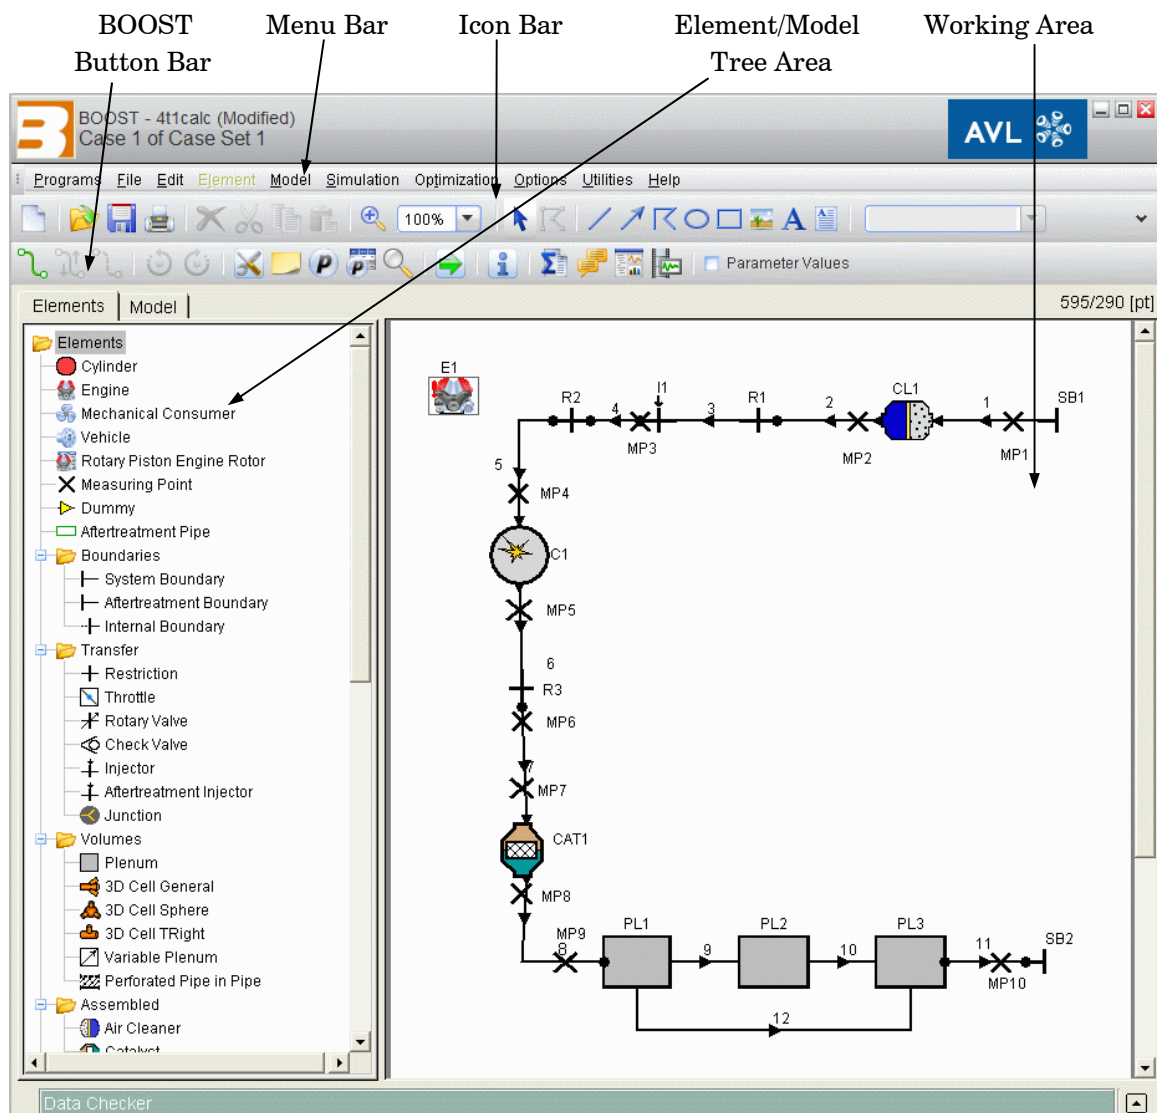 BOOST
Button Bar
Menu Bar
Icon Bar
Element/Model
Tree Area
Working Area
BOOST - 4t1calc (Modified)
Case 1 of Case Set 1
AVL
Programs File Edit Element Model Simulation Optimization Options Utilities Help
100%
A
P
P
i
Σ
Parameter Values
Elements
Model
595/290 [pt]
Elements
Cylinder
Engine
Mechanical Consumer
Vehicle
Rotary Piston Engine Rotor
Measuring Point
Dummy
Aftertreatment Pipe
Boundaries
System Boundary
Aftertreatment Boundary
Internal Boundary
Transfer
Restriction
Throttle
Rotary Valve
Check Valve
Injector
Aftertreatment Injector
Junction
Volumes
Plenum
3D Cell General
3D Cell Sphere
3D Cell TRight
Variable Plenum
Perforated Pipe in Pipe
Assembled
Air Cleaner
Catalyst
E1
R2
4
I1
3
R1
2
CL1
1
SB1
MP3
MP2
MP1
5
MP4
C1
MP5
6
R3
MP6
7
MP7
CAT1
MP8
MP9
8
PL1
9
PL2
10
PL3
11
SB2
MP10
12
Data Checker